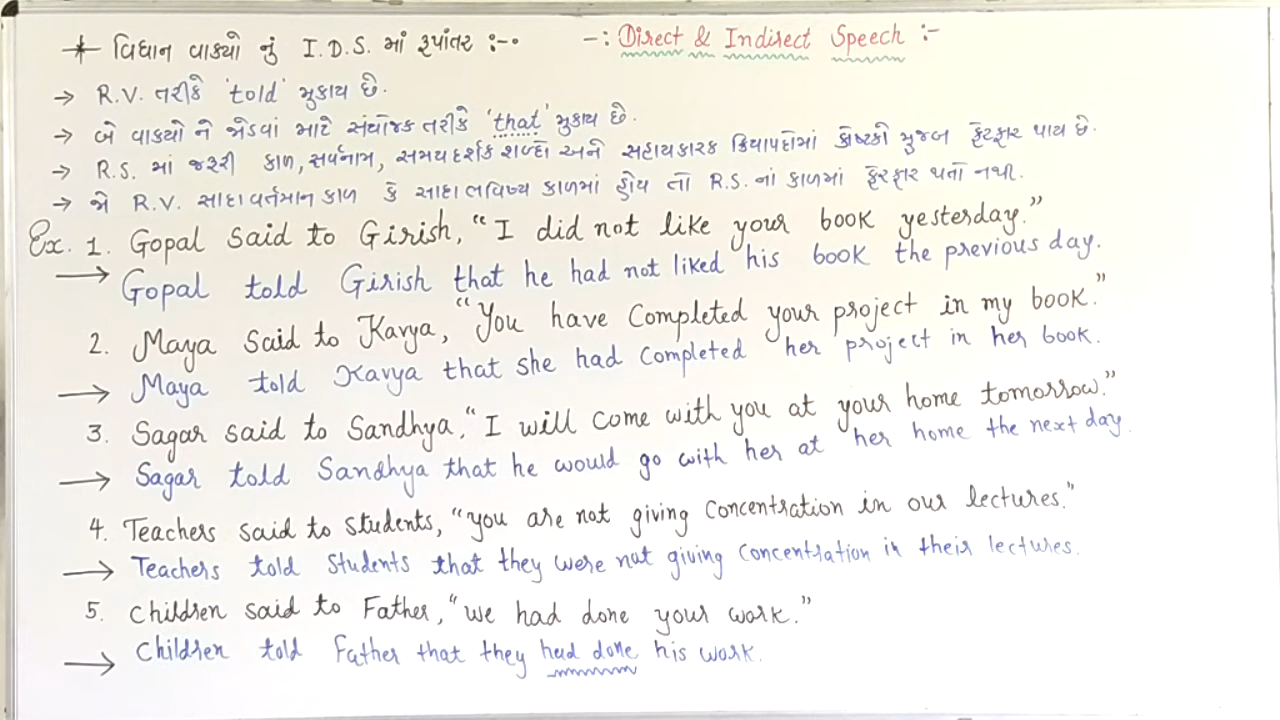 * વિધાન વાક્યો નું I.D.S. માં રૂપાંતર :-. -: Direct & Indirect Speech :-
→ R.V. તરીકે 'told' મુકાય છે.
→ બે વાક્યો ને જોડવાં માટે સંયોજક તરીકે 'that' મુકાય છે.
→ R.S. માં જરૂરી કાળ, સર્વનામ, સમયદર્શક શબ્દો અને સહાયકારક ક્રિયાપદોમાં કોષ્ટકો મુજબ ફેરફાર થાય છે.
→ જો R.V. સાદા વર્તમાન કાળ કે સાદા ભવિષ્ય કાળમાં હોય તો R.S. નાં કાળમાં ફેરફાર થતો નથી.
Ex. 1. Gopal said to Girish, “I did not like your book yesterday.”
→ Gopal told Girish that he had not liked his book the previous day.
2. Maya said to Kavya, “You have completed your project in my book.”
→ Maya told Kavya that she had completed her project in her book.
3. Sagar said to Sandhya, “I will come with you at your home tomorrow.”
→ Sagar told Sandhya that he would go with her at her home the next day.
4. Teachers said to students, “you are not giving concentration in our lectures.”
→ Teachers told students that they were not giving concentration in their lectures.
5. children said to Father, “we had done your work.”
→ children told Father that they had done his work.